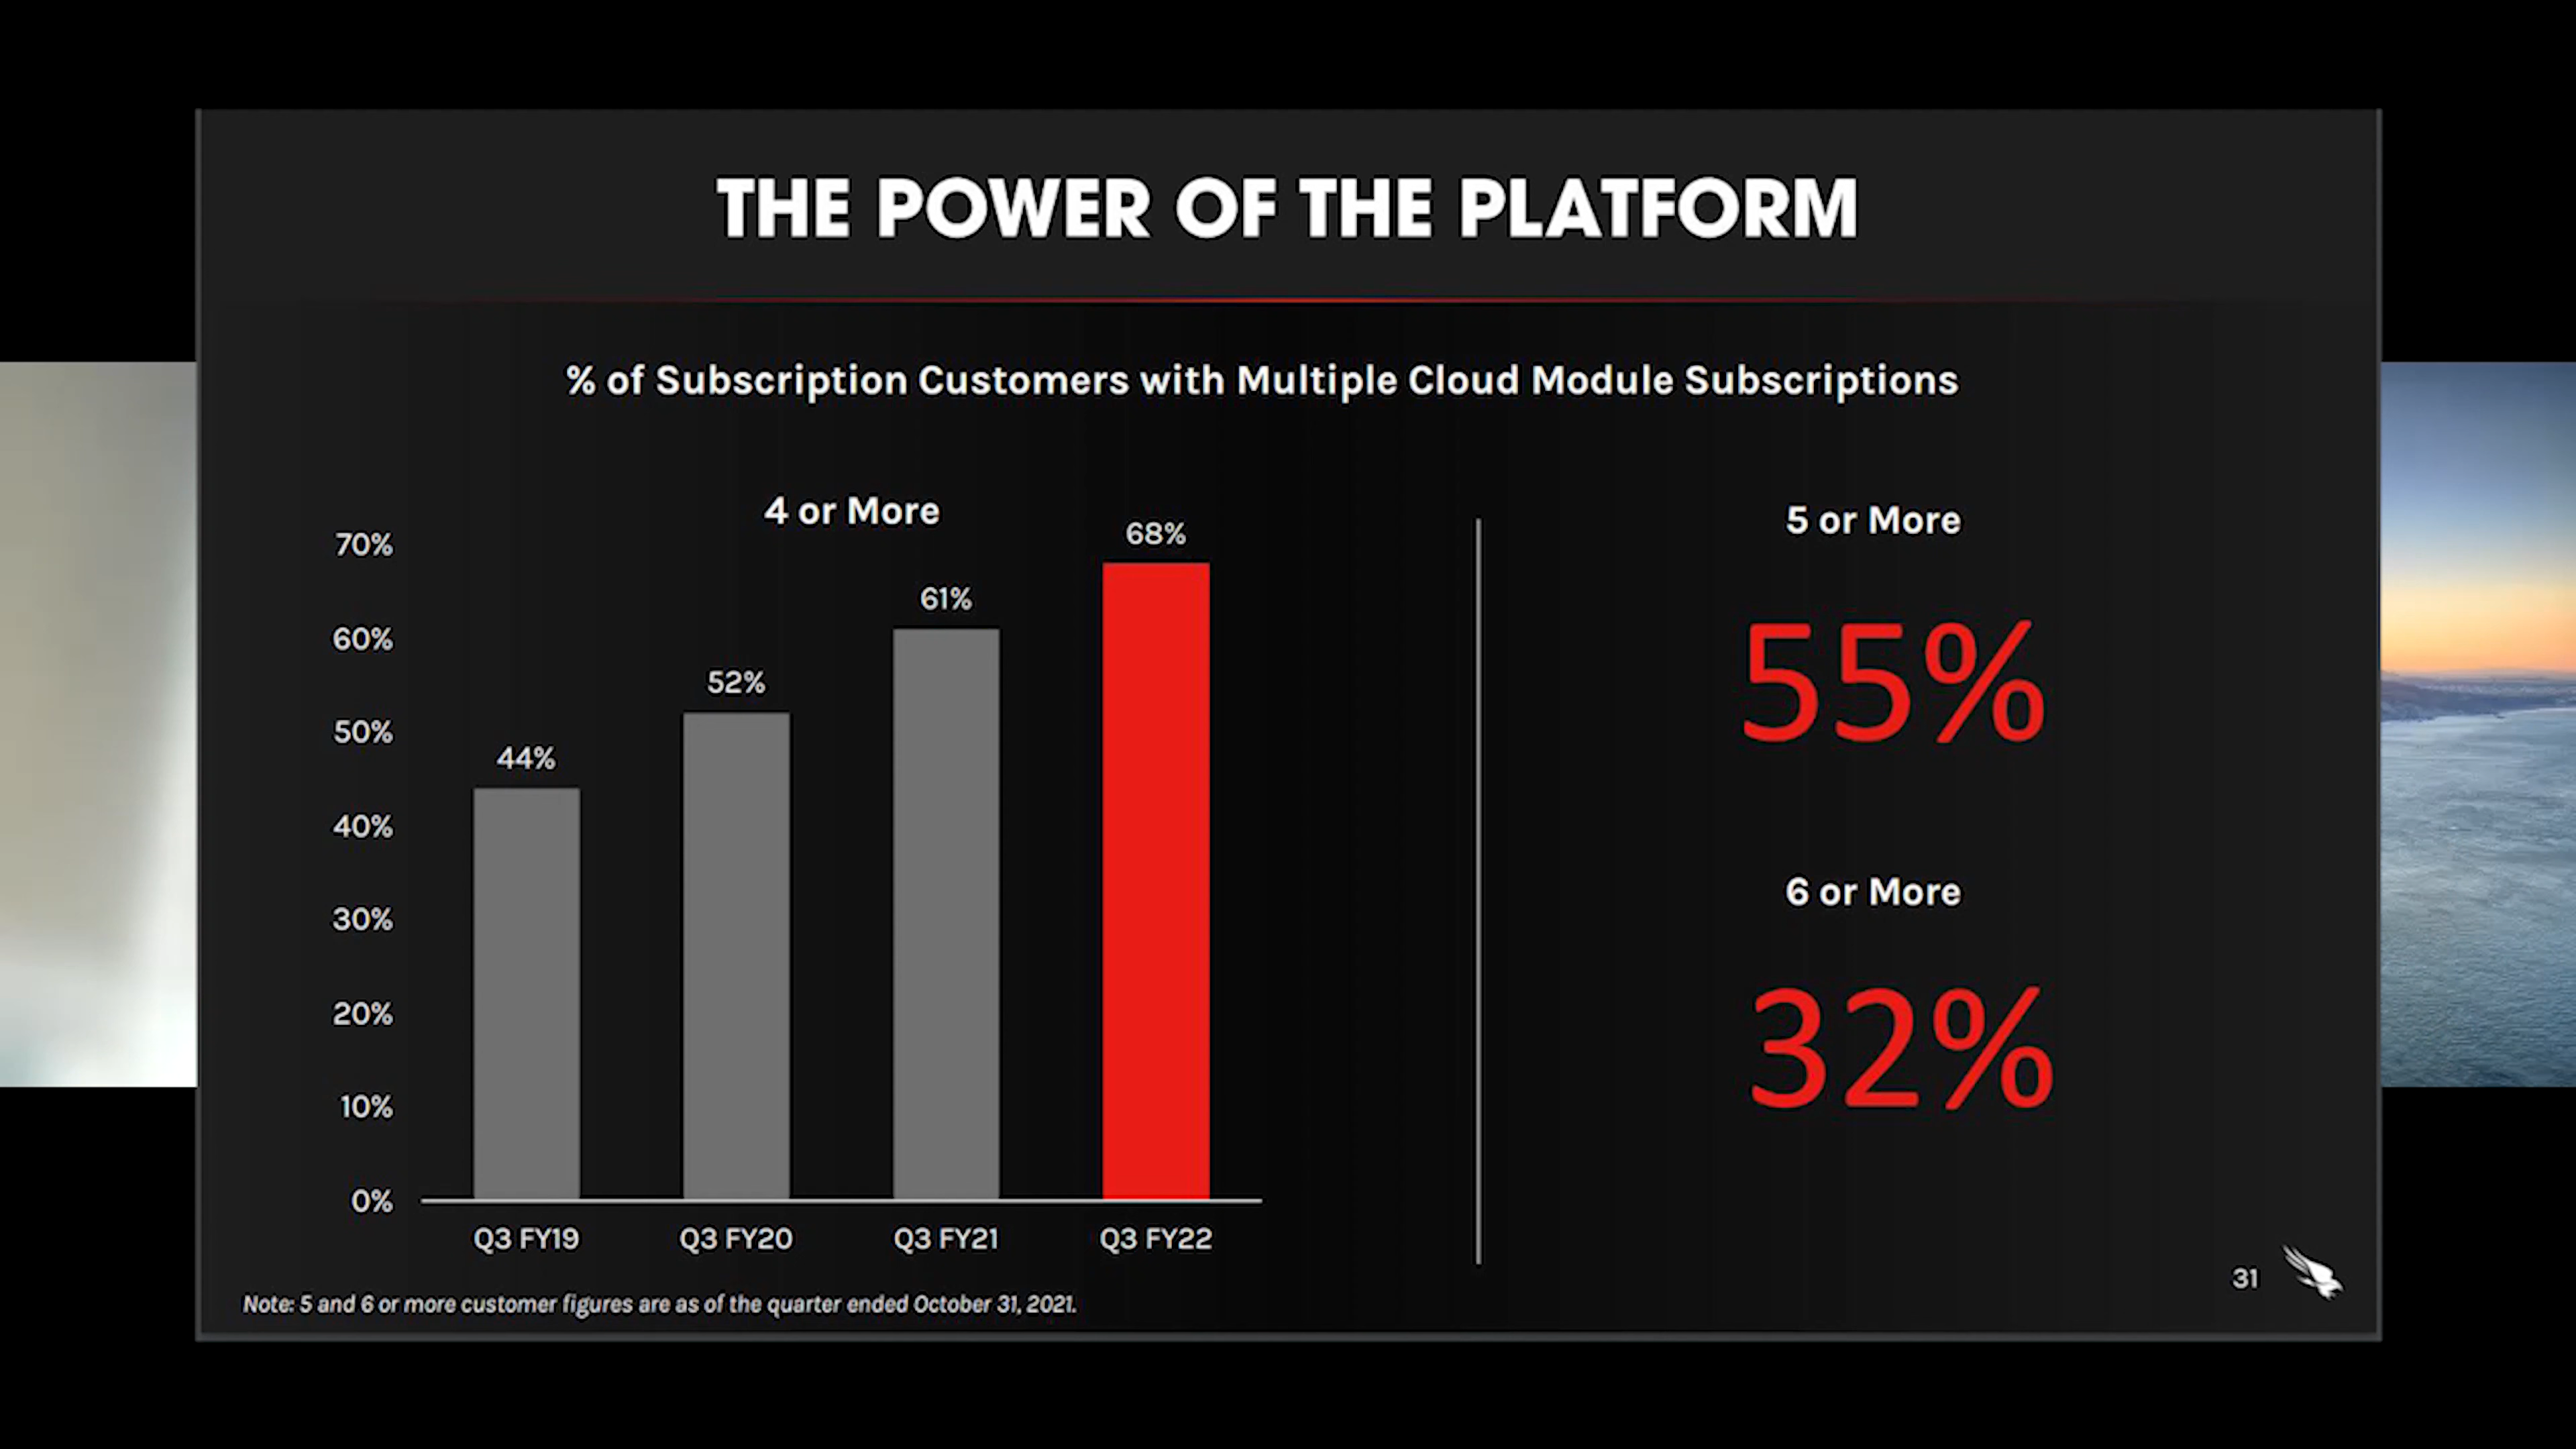 THE POWER OF THE PLATFORM
% of Subscription Customers with Multiple Cloud Module Subscriptions
4 or More
70%
60%
50%
40%
30%
20%
10%
0%
44%
52%
61%
68%
Q3 FY19
Q3 FY20
Q3 FY21
Q3 FY22
5 or More
55%
6 or More
32%
Note: 5 and 6 or more customer figures are as of the quarter ended October 31, 2021.
31